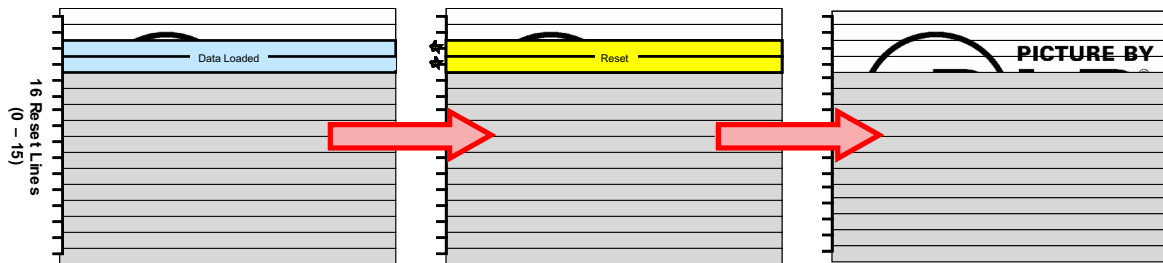 16 Reset Lines
(0 – 15)
Data Loaded
Reset
PICTURE BY
®